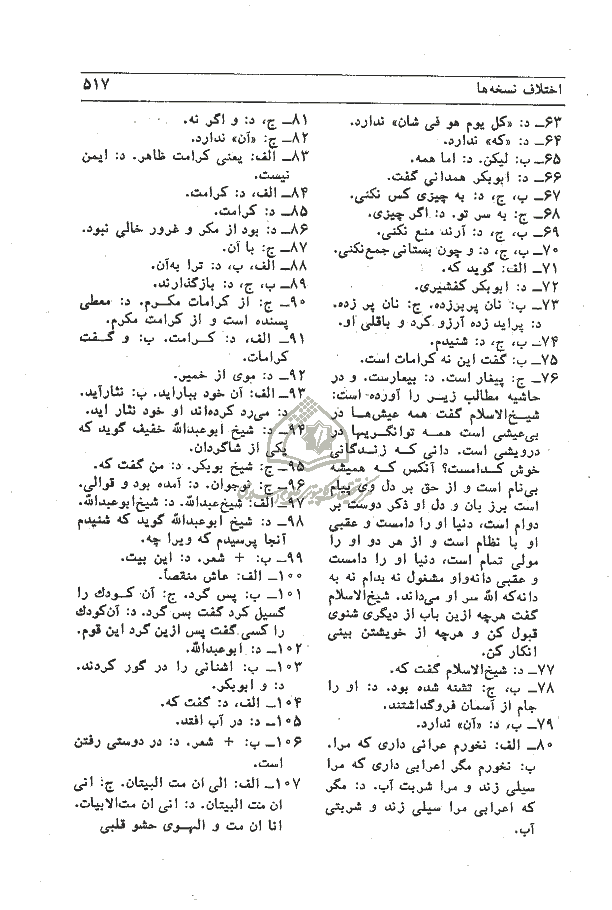 اختلاف نسخه‌ها ۵۱۷
۶۳ـ د: «کل یوم هو فی شان» ندارد.
۶۴ـ د: «که» ندارد.
۶۵ـ ب: لیکن. د: اما همه.
۶۶ـ د: ابوبکر همدانی گفت.
۶۷ـ ب، ج، د: به چیزی کس نکنی.
۶۸ـ ج: به سر تو. د: اگر چیزی.
۶۹ـ ب، ج، د: آرند منع نکنی.
۷۰ـ ب، ج، د: و چون بستانی جمع‌نکنی.
۷۱ـ الف: گوید که.
۷۲ـ د: ابوبکر کفشیری.
۷۳ـ ب: نان پربرزده. ج: نان پر زده.
د: پراید زده آرزو کرد و باقلی او.
۷۴ـ ب، ج، د: شنیدم.
۷۵ـ ب: گفت این نه کرامات است.
۷۶ـ ج: پیغار است. د: بیعارست. و در
حاشیه مطالب زیر را آورده است:
شیخ‌الاسلام گفت همه عیش‌ها در
بی‌عیشی است همه توانگریها در
درویشی است. دانی که زندگانی
خوش کدامست؟ آنکس که همیشه
بی‌نام است و از حق بر دل وی پیام
است برز بان و دل او ذکر دوست بر
دوام است، دنیا او را دامست و عقبی
او با نظام است و از هر دو او را
مولی تمام است، دنیا او را دامست
و عقبی دانه‌واو مشغول نه بدام نه به
دانه‌که الله سر او می‌داند. شیخ‌الاسلام
گفت هرچه ازین باب از دیگری شنوی
قبول کن و هرچه از خویشتن بینی
انکار کن.
۷۷ـ د: شیخ‌الاسلام گفت که.
۷۸ـ ب، ج: تشنه شده بود. د: او را
جام از آسمان فروگذاشتند.
۷۹ـ ب، د: «آن» ندارد.
۸۰ـ الف: نخورم عرانی داری که مرا.
ب: نخورم مگر اعرابی داری که مرا
سیلی زند و مرا شربت آب. د: مگر
که اعرابی مرا سیلی زند و شربتی
آب.
۸۱ـ ج، د: و اگر نه.
۸۲ـ ج: «آن» ندارد.
۸۳ـ الف: یعنی کرامت ظاهر. د: ایمن
نیست.
۸۴ـ الف، د: کرامت.
۸۵ـ د: کرامت.
۸۶ـ د: بود از مکر و غرور خالی نبود.
۸۷ـ ج: با آن.
۸۸ـ الف، ب، د: ترا به‌آن.
۸۹ـ ب، ج، د: بازگذارند.
۹۰ـ ج: از کرامات مکرم. د: معطی
پسنده است و از کرامت مکرم.
۹۱ـ الف، د: کرامت. ب: و گفت
کرامات.
۹۲ـ د: موی از خمیر.
۹۳ـ الف: آن خود بباراید. ب: نثارآید.
د: می‌رد کرده‌اند او خود نثار اید.
۹۴ـ د: شیخ ابوعبدالله خفیف گوید که
یکی از شاگردان.
۹۵ـ ج: شیخ بوبکر. د: من گفت که.
۹۶ـ ج: نوجوان. د: آمده بود و قوالی.
۹۷ـ الف: شیخ‌عبدالله. د: شیخ‌ابوعبدالله.
۹۸ـ د: شیخ ابوعبدالله گوید که شنیدم
آنجا پرسیدم که ویرا چه.
۹۹ـ ب: + شعر. د: این بیت.
۱۰۰ـ الف: عاش منقصاً.
۱۰۱ـ ب: پس گرد. ج: آن کودك را
گسیل کرد گفت پس گرد. د: آن‌کودك
را کسی گفت پس ازین گرد این قوم.
۱۰۲ـ د: ابوعبدالله.
۱۰۳ـ ب: اشنانی را در گور کردند.
د: و ابوبکر.
۱۰۴ـ الف، د: گفت که.
۱۰۵ـ د: در آب افتد.
۱۰۶ـ ب: + شعر. د: در دوستی رفتن
است.
۱۰۷ـ الف: الی ان مت البیتان. ج: انی
ان مت البیتان. د: انی ان مت‌الابیات.
انا ان مت و الهوی حشو قلبی